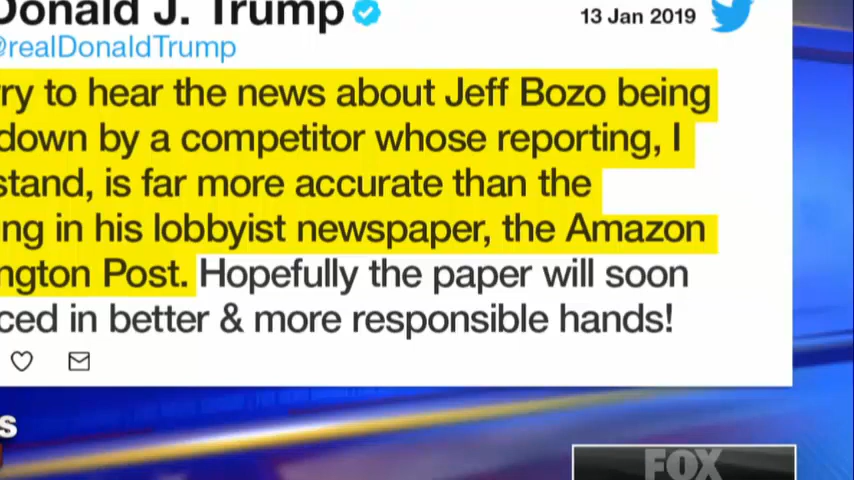 Donald J. Trump
13 Jan 2019
@realDonaldTrump
ry to hear the news about Jeff Bozo being
down by a competitor whose reporting, I
stand, is far more accurate than the
ng in his lobbyist newspaper, the Amazon
ngton Post. Hopefully the paper will soon
ced in better & more responsible hands!
s
FOX